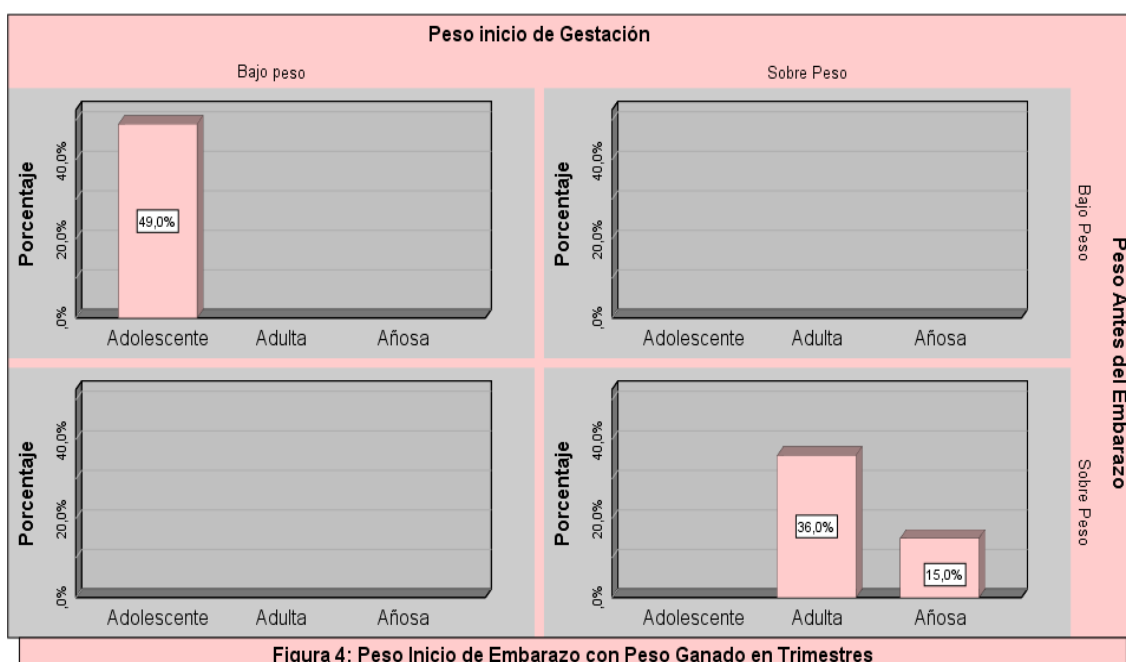 Peso inicio de Gestación
Bajo peso
Sobre Peso
Porcentaje
40,0%
20,0%
,0%
49,0%
Adolescente Adulta Añosa
Porcentaje
40,0%
20,0%
,0%
Adolescente Adulta Añosa
Bajo Peso
Peso Antes del Embarazo
Porcentaje
40,0%
20,0%
,0%
Adolescente Adulta Añosa
Porcentaje
40,0%
20,0%
,0%
36,0%
15,0%
Adolescente Adulta Añosa
Sobre Peso
Figura 4: Peso Inicio de Embarazo con Peso Ganado en Trimestres